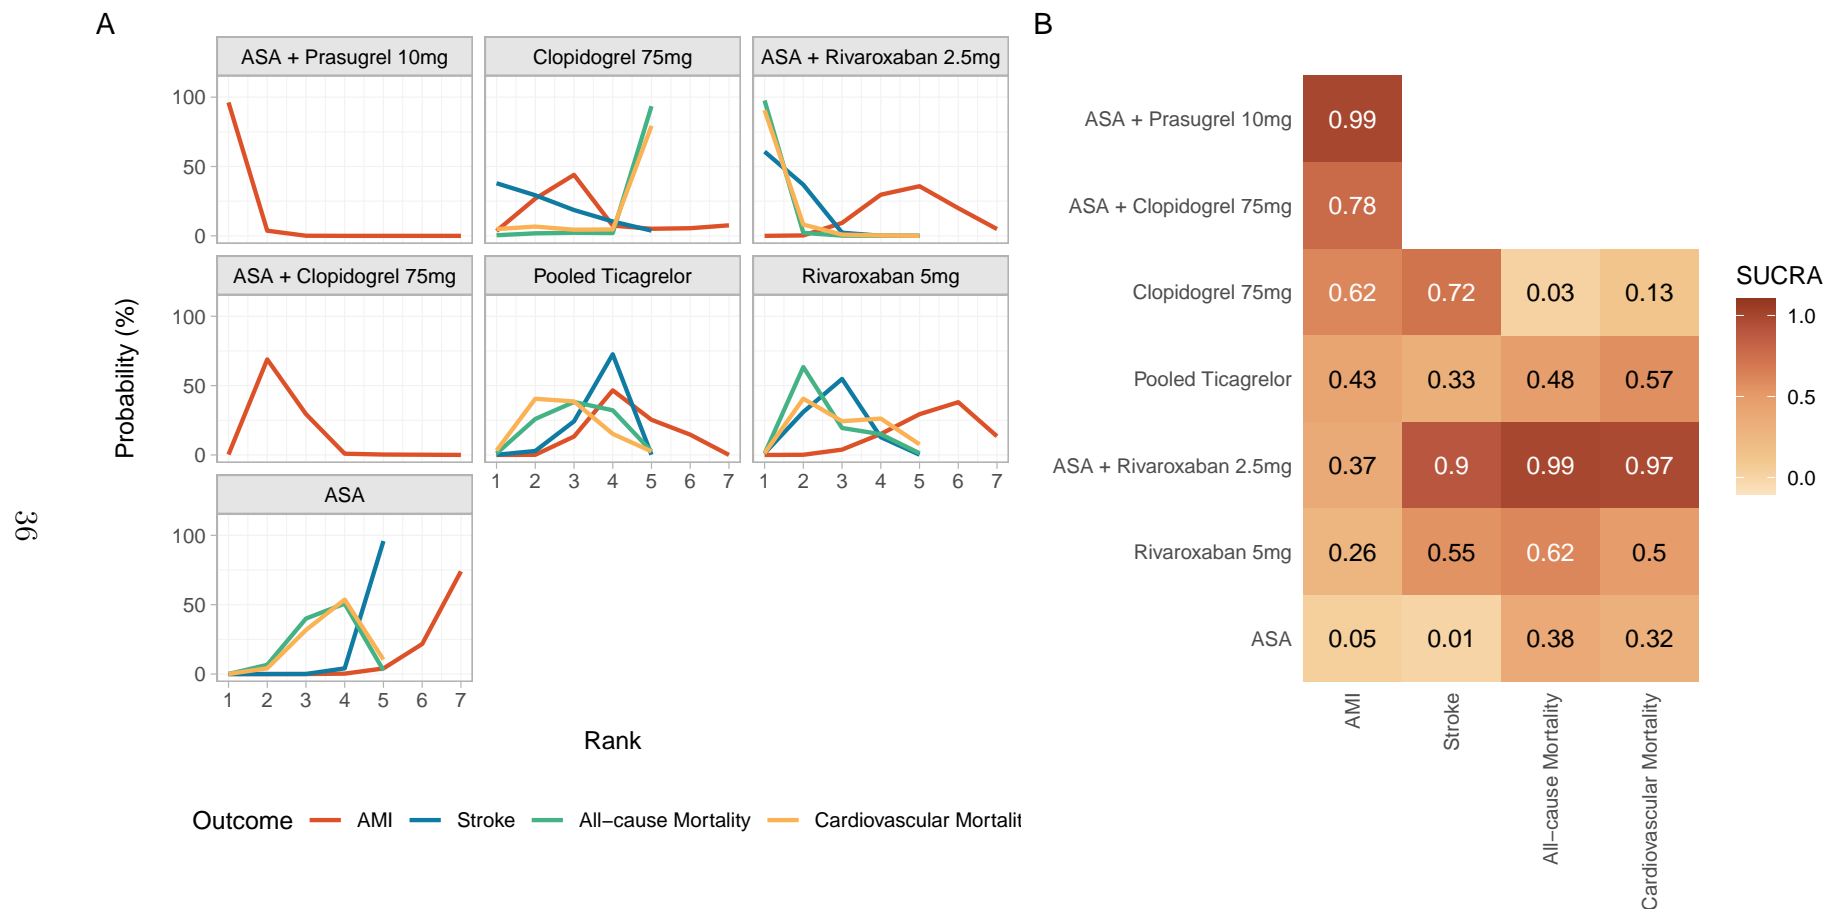 A
B
ASA + Prasugrel 10mg
Clopidogrel 75mg
ASA + Rivaroxaban 2.5mg
100
50
0
ASA + Clopidogrel 75mg
Pooled Ticagrelor
Rivaroxaban 5mg
100
50
0
1 2 3 4 5 6 7
1 2 3 4 5 6 7
ASA
100
50
0
1 2 3 4 5 6 7
Probability (%)
Rank
Outcome AMI Stroke All−cause Mortality Cardiovascular Mortalit
36
ASA + Prasugrel 10mg 0.99
ASA + Clopidogrel 75mg 0.78
Clopidogrel 75mg 0.62 0.72 0.03 0.13
Pooled Ticagrelor 0.43 0.33 0.48 0.57
ASA + Rivaroxaban 2.5mg 0.37 0.9 0.99 0.97
Rivaroxaban 5mg 0.26 0.55 0.62 0.5
ASA 0.05 0.01 0.38 0.32
AMI
Stroke
All−cause Mortality
Cardiovascular Mortality
SUCRA
1.0
0.5
0.0